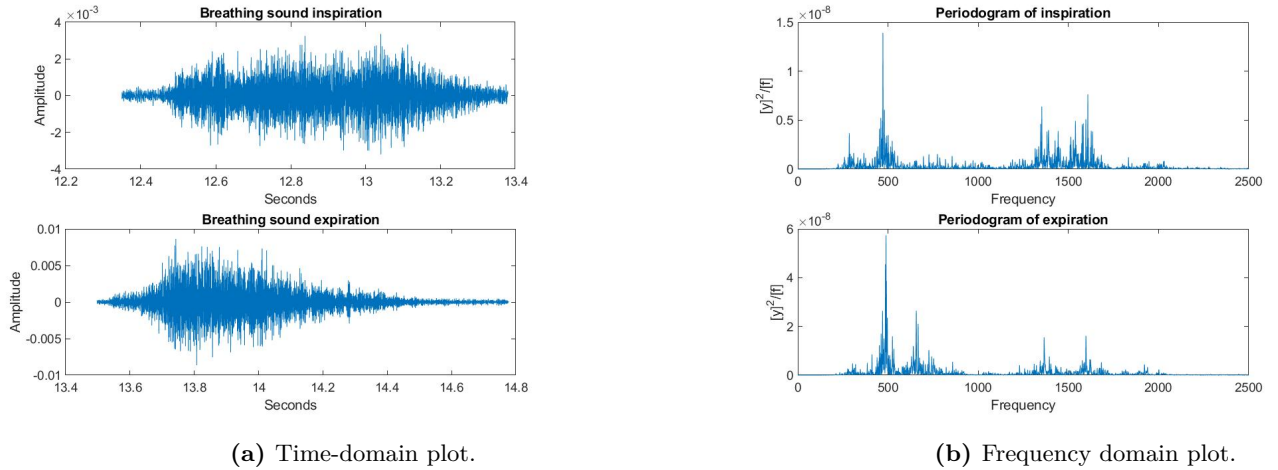 Breathing sound inspiration
×10^-3
Amplitude
4
2
0
-2
-4
12.2 12.4 12.6 12.8 13 13.2 13.4
Seconds
Breathing sound expiration
Amplitude
0.01
0.005
0
-0.005
-0.01
13.4 13.6 13.8 14 14.2 14.4 14.6 14.8
Seconds
(a) Time-domain plot.
Periodogram of inspiration
×10^-8
[y]^2/[f]
1.5
1
0.5
0
0 500 1000 1500 2000 2500
Frequency
Periodogram of expiration
×10^-8
[y]^2/[f]
6
4
2
0
0 500 1000 1500 2000 2500
Frequency
(b) Frequency domain plot.